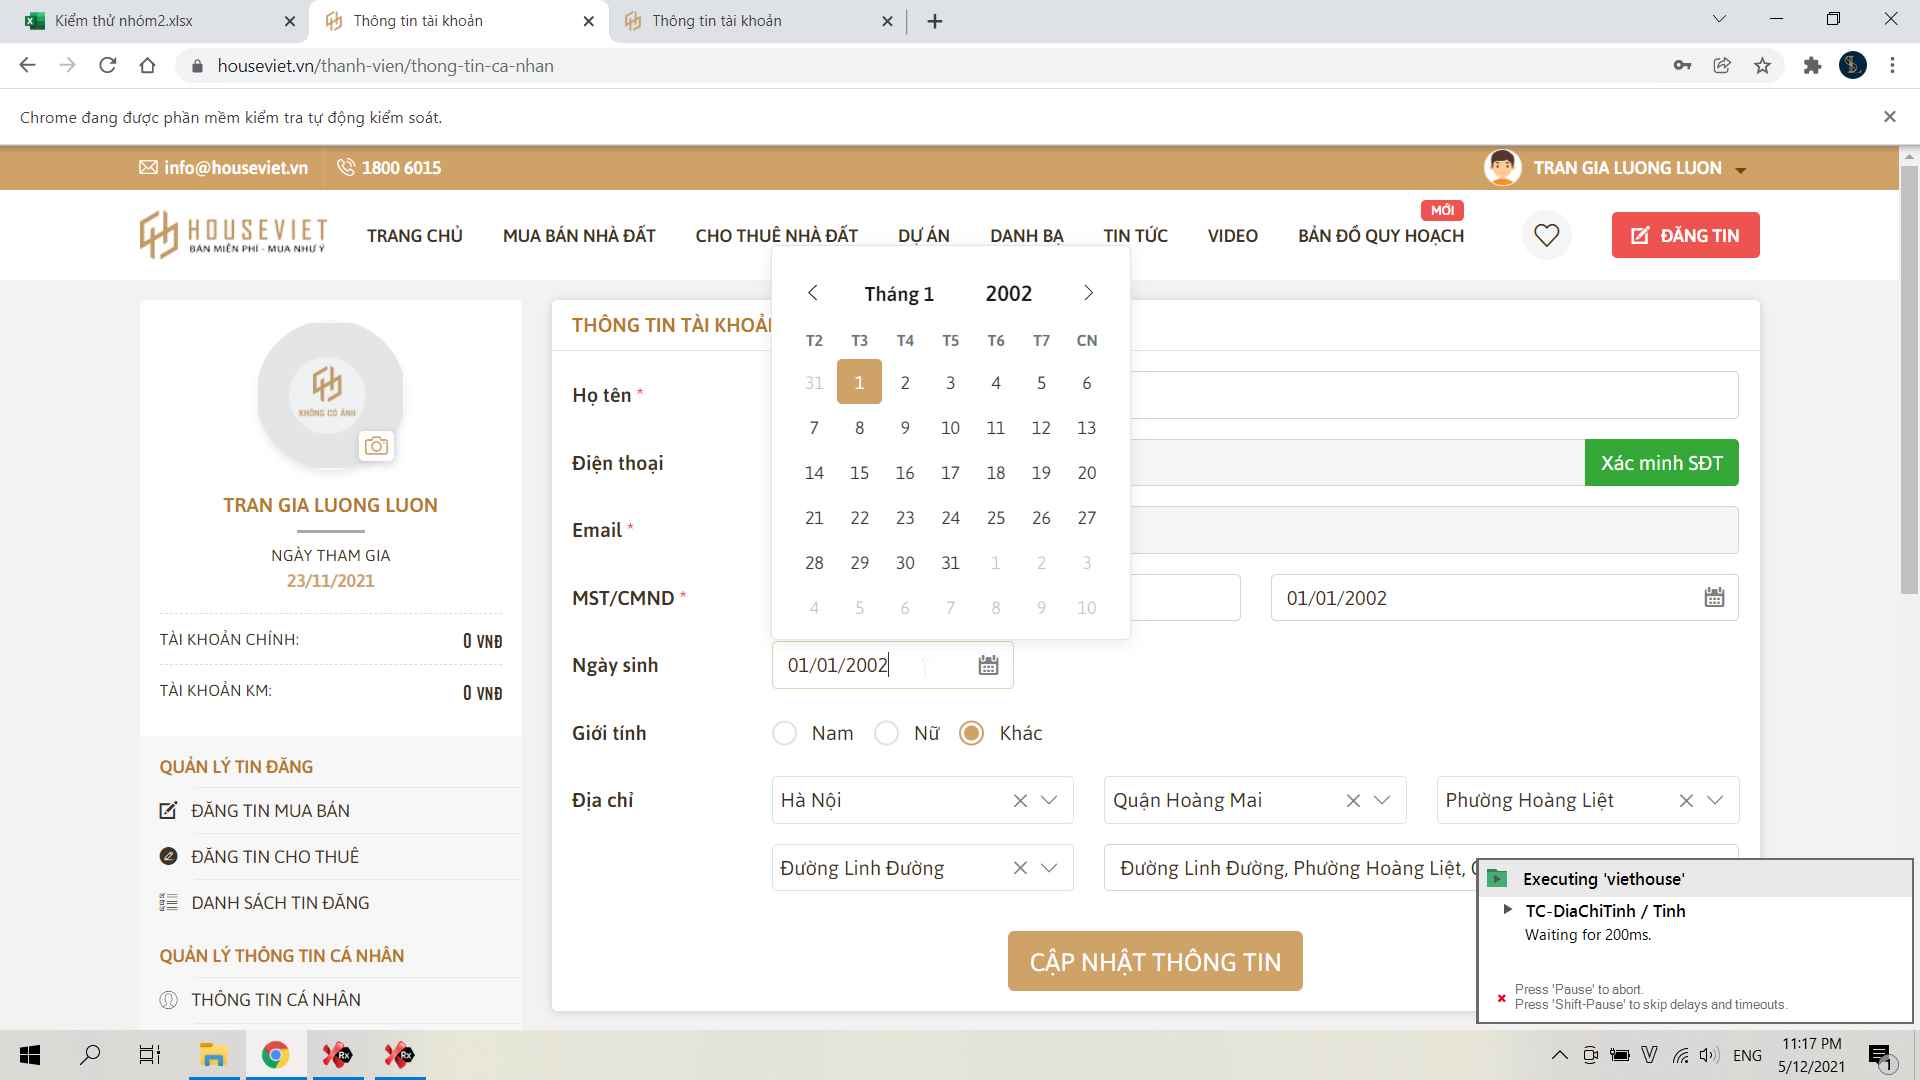 Kiểm thử nhóm2.xlsx
Thông tin tài khoản
Thông tin tài khoản
houseviet.vn/thanh-vien/thong-tin-ca-nhan
Chrome đang được phần mềm kiểm tra tự động kiểm soát.
info@houseviet.vn
1800 6015
TRAN GIA LUONG LUON
HOUSEVIET
BÁN MIỄN PHÍ - MUA NHƯ Ý
TRANG CHỦ
MUA BÁN NHÀ ĐẤT
CHO THUÊ NHÀ ĐẤT
DỰ ÁN
DANH BẠ
TIN TỨC
VIDEO
BẢN ĐỒ QUY HOẠCH
MỚI
ĐĂNG TIN
KHÔNG CÓ ẢNH
TRAN GIA LUONG LUON
NGÀY THAM GIA
23/11/2021
TÀI KHOẢN CHÍNH: 0 VNĐ
TÀI KHOẢN KM: 0 VNĐ
QUẢN LÝ TIN ĐĂNG
ĐĂNG TIN MUA BÁN
ĐĂNG TIN CHO THUÊ
DANH SÁCH TIN ĐĂNG
QUẢN LÝ THÔNG TIN CÁ NHÂN
THÔNG TIN CÁ NHÂN
THÔNG TIN TÀI KHOẢN
Tháng 1 2002
T2 T3 T4 T5 T6 T7 CN
31 1 2 3 4 5 6
7 8 9 10 11 12 13
14 15 16 17 18 19 20
21 22 23 24 25 26 27
28 29 30 31 1 2 3
4 5 6 7 8 9 10
Họ tên *
Điện thoại
Xác minh SĐT
Email *
MST/CMND *
01/01/2002
Ngày sinh
01/01/2002
Giới tính
Nam
Nữ
Khác
Địa chỉ
Hà Nội
Quận Hoàng Mai
Phường Hoàng Liệt
Đường Linh Đường
Đường Linh Đường, Phường Hoàng Liệt,
CẬP NHẬT THÔNG TIN
Executing 'viethouse'
TC-DiaChiTinh / Tinh
Waiting for 200ms.
Press 'Pause' to abort.
Press 'Shift-Pause' to skip delays and timeouts.
ENG
11:17 PM
5/12/2021
1